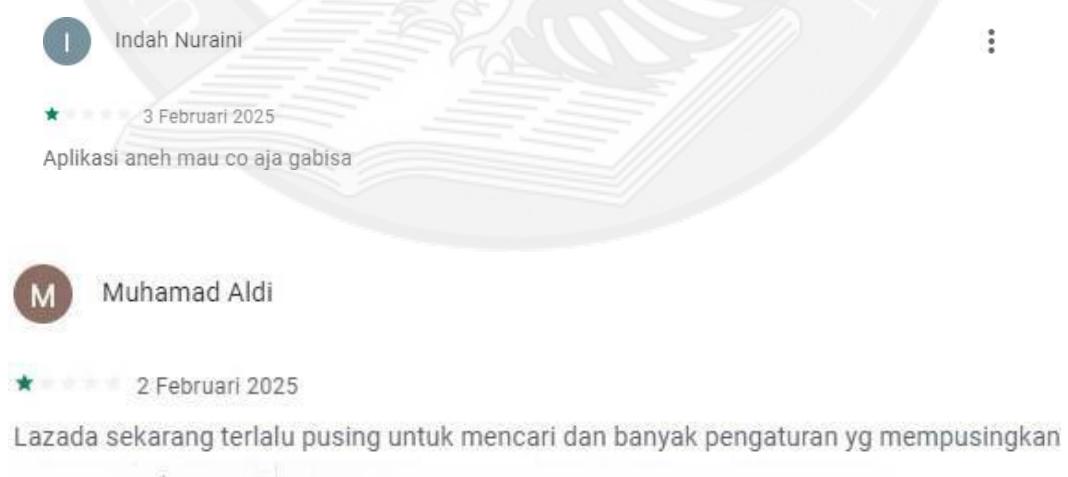 I
Indah Nuraini
3 Februari 2025
Aplikasi aneh mau co aja gabisa
M
Muhamad Aldi
2 Februari 2025
Lazada sekarang terlalu pusing untuk mencari dan banyak pengaturan yg mempusingkan